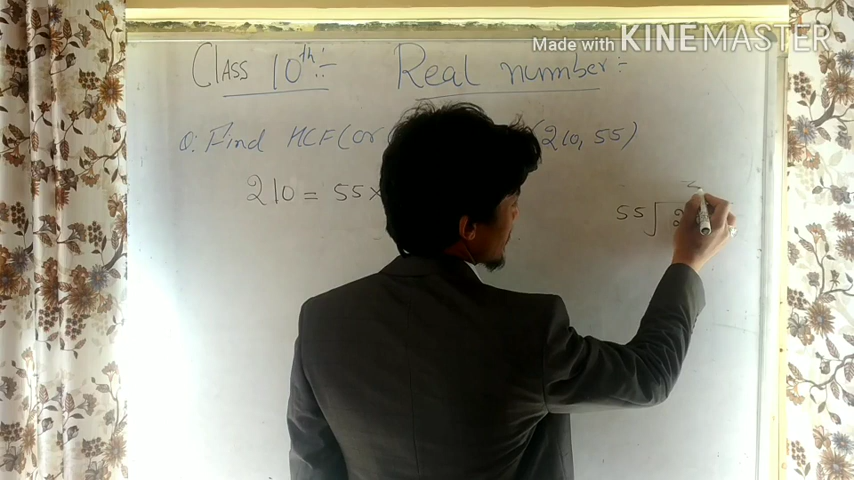 Made with KINEMASTER
Class 10th:- Real number:-
Q: Find HCF (or (210, 55)
210 = 55×
55